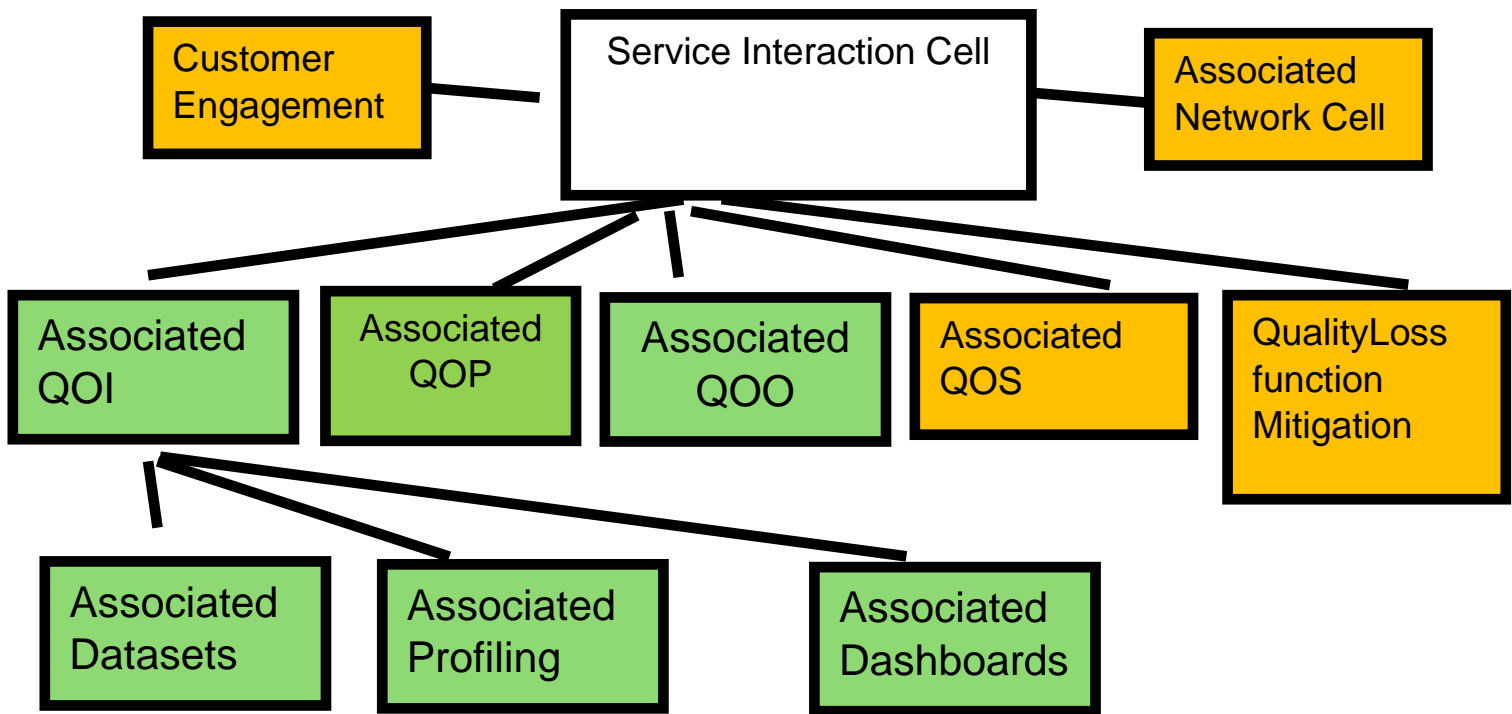 Customer
Engagement
Service Interaction Cell
Associated
Network Cell
Associated
QOI
Associated
QOP
Associated
QOO
Associated
QOS
QualityLoss
function
Mitigation
Associated
Datasets
Associated
Profiling
Associated
Dashboards